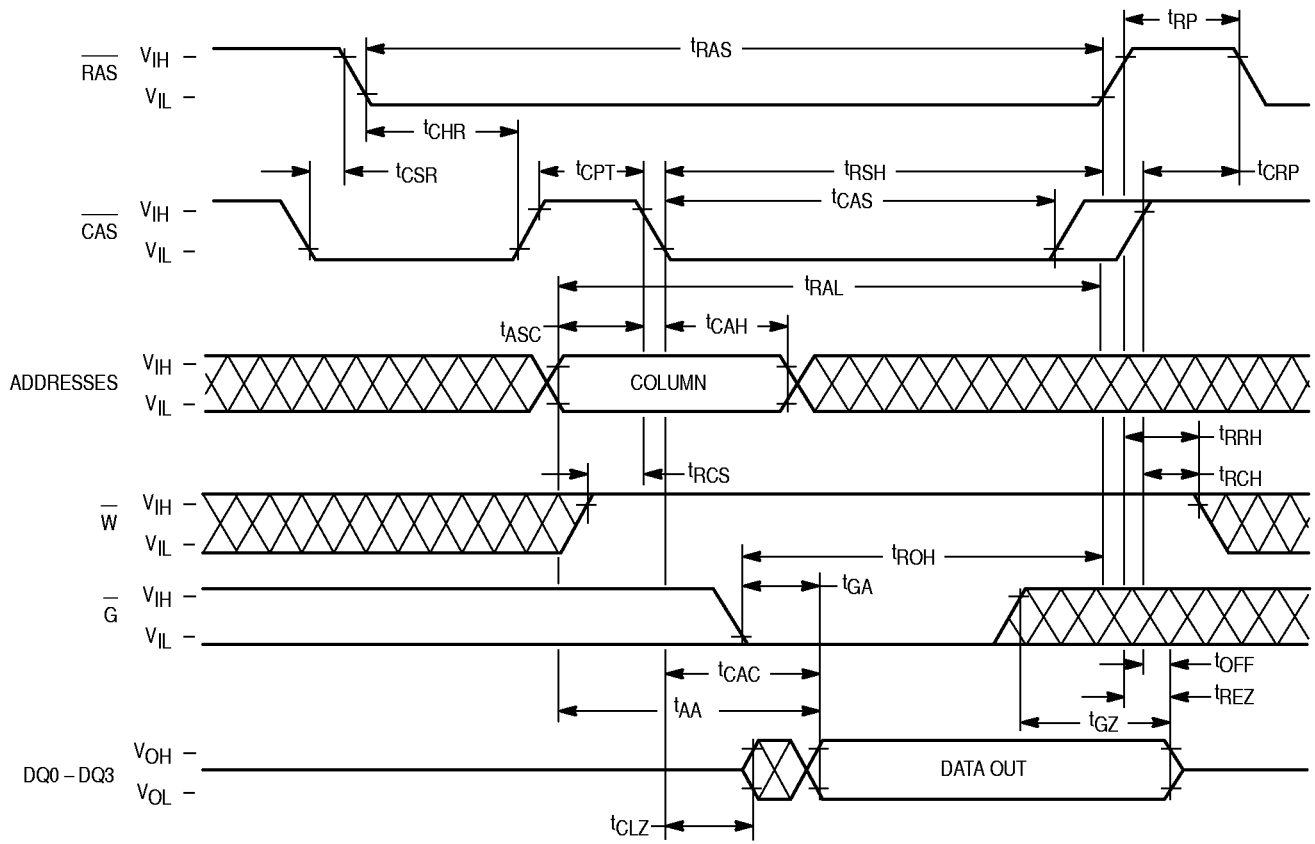 tRP
tRAS
RAS
VIH
VIL
tCHR
tCSR
tCPT
tRSH
tCRP
tCAS
CAS
VIH
VIL
tRAL
tASC
tCAH
ADDRESSES
VIH
VIL
COLUMN
tRRH
tRCS
tRCH
W
VIH
VIL
tROH
tGA
G
VIH
VIL
tOFF
tCAC
tREZ
tAA
tGZ
DQ0 – DQ3
VOH
VOL
DATA OUT
tCLZ